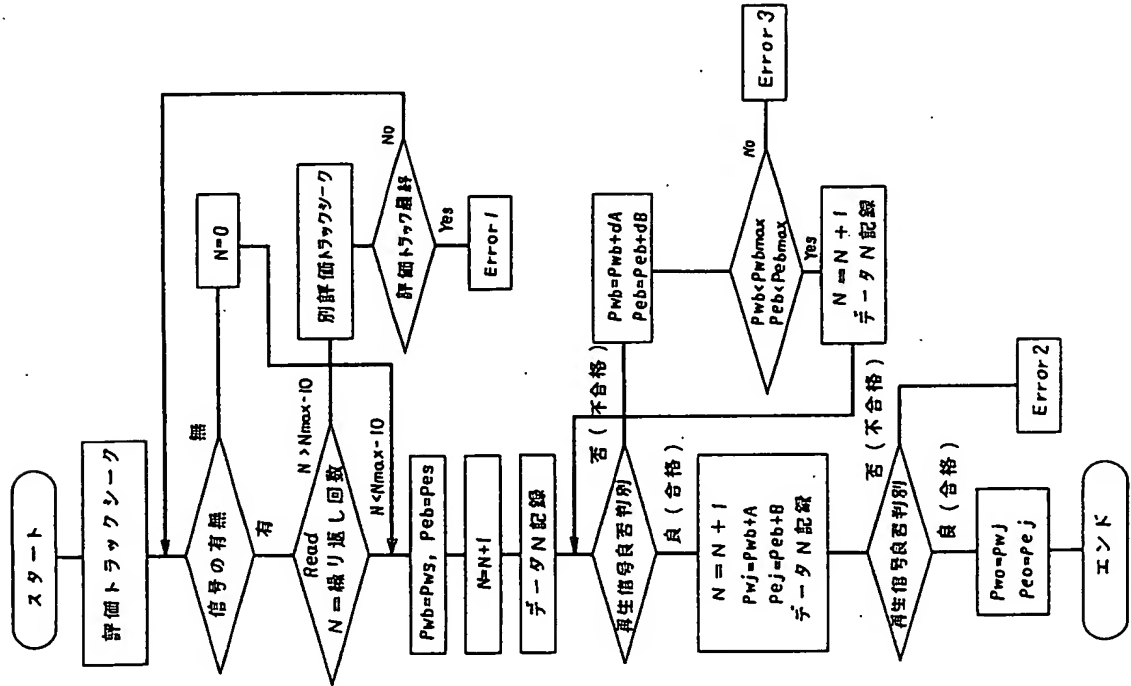 スタート
評価トラックシーク
信号の有無
無
N=0
有
Read
N=繰り返し回数
N>Nmax-10
別評価トラックシーク
評価トラック最終
No
Yes
Error1
N<Nmax-10
Pwb=Pws, Peb=Pes
N=N+1
データN記録
再生信号良否判別
否(不合格)
Pwb=Pwb+dA
Peb=Peb+dB
Pwb<Pwbmax
Peb<Pebmax
No
Error3
Yes
N=N+1
データN記録
良(合格)
N=N+1
Pwj=Pwb+A
Pej=Peb+B
データN記録
再生信号良否判別
否(不合格)
Error2
良(合格)
Pwo=Pwj
Peo=Pej
エンド